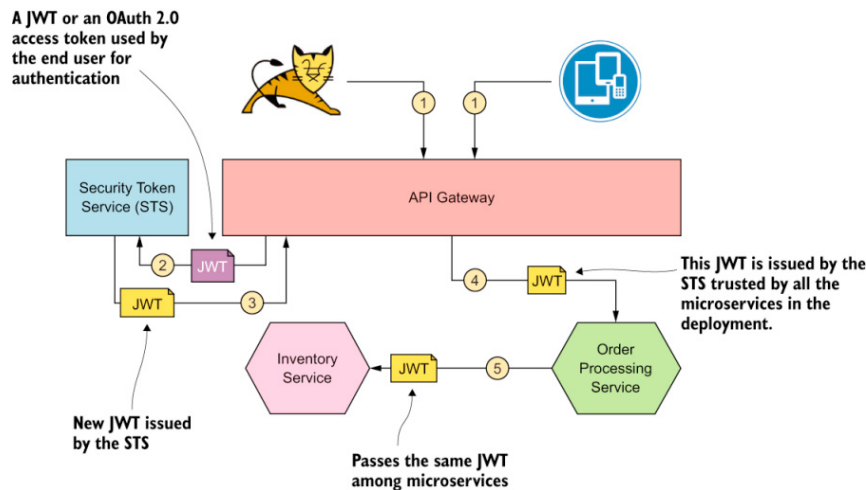 A JWT or an OAuth 2.0
access token used by
the end user for
authentication
1
1
Security Token
Service (STS)
API Gateway
2
JWT
JWT
3
4
JWT
This JWT is issued by the
STS trusted by all the
microservices in the
deployment.
Inventory
Service
JWT
5
Order
Processing
Service
New JWT issued
by the STS
Passes the same JWT
among microservices